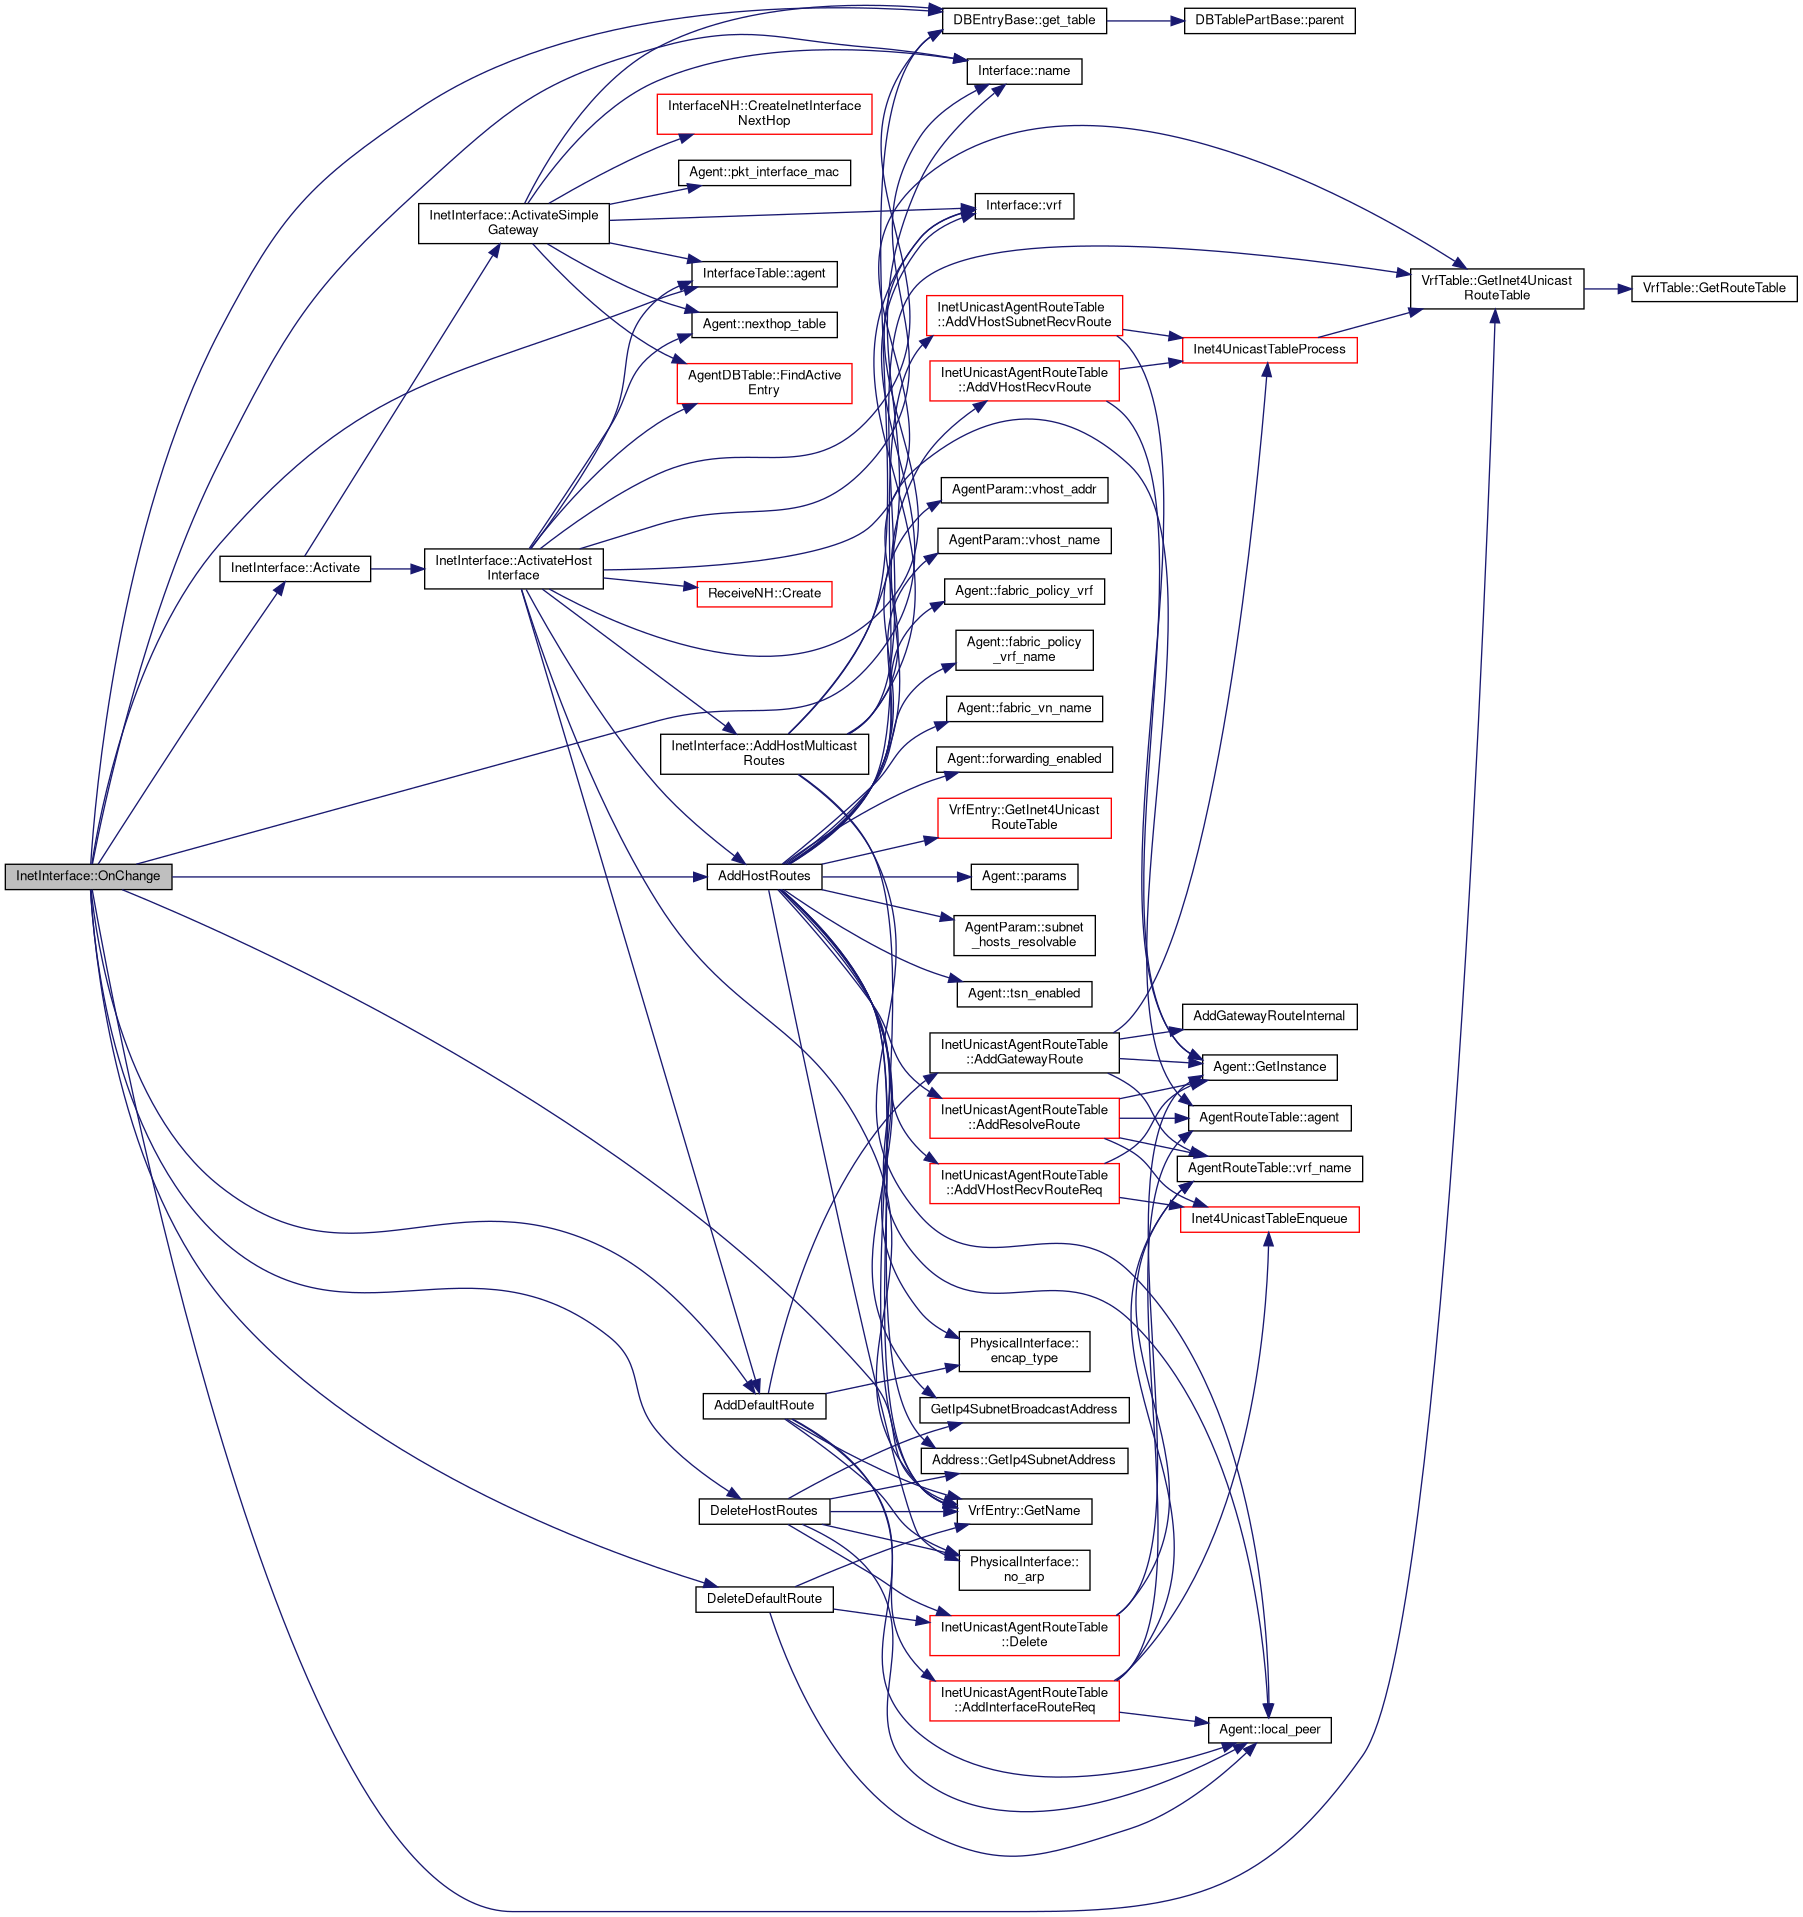 DBEntryBase::get_table
DBTablePartBase::parent
Interface::name
InterfaceNH::CreateInetInterface
NextHop
Agent::pkt_interface_mac
InetInterface::ActivateSimple
Gateway
Interface::vrf
InterfaceTable::agent
VrfTable::GetInet4Unicast
RouteTable
VrfTable::GetRouteTable
Agent::nexthop_table
InetUnicastAgentRouteTable
::AddVHostSubnetRecvRoute
Inet4UnicastTableProcess
AgentDBTable::FindActive
Entry
InetUnicastAgentRouteTable
::AddVHostRecvRoute
AgentParam::vhost_addr
AgentParam::vhost_name
InetInterface::Activate
InetInterface::ActivateHost
Interface
ReceiveNH::Create
Agent::fabric_policy_vrf
Agent::fabric_policy
_vrf_name
Agent::fabric_vn_name
InetInterface::AddHostMulticast
Routes
Agent::forwarding_enabled
VrfEntry::GetInet4Unicast
RouteTable
InetInterface::OnChange
AddHostRoutes
Agent::params
AgentParam::subnet
_hosts_resolvable
Agent::tsn_enabled
AddGatewayRouteInternal
InetUnicastAgentRouteTable
::AddGatewayRoute
Agent::GetInstance
InetUnicastAgentRouteTable
::AddResolveRoute
AgentRouteTable::agent
AgentRouteTable::vrf_name
InetUnicastAgentRouteTable
::AddVHostRecvRouteReq
Inet4UnicastTableEnqueue
PhysicalInterface::
encap_type
AddDefaultRoute
GetIp4SubnetBroadcastAddress
Address::GetIp4SubnetAddress
DeleteHostRoutes
VrfEntry::GetName
PhysicalInterface::
no_arp
DeleteDefaultRoute
InetUnicastAgentRouteTable
::Delete
InetUnicastAgentRouteTable
::AddInterfaceRouteReq
Agent::local_peer